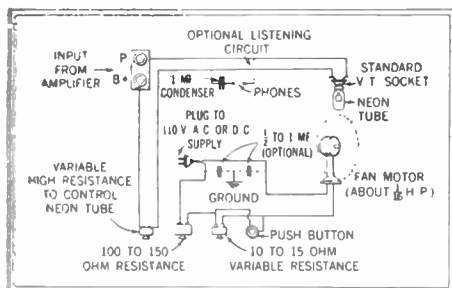 OPTIONAL LISTENING
CIRCUIT
INPUT
FROM
AMPLIFIER
P
B+
1 MF
CONDENSER
PHONES
STANDARD
V T SOCKET
NEON
TUBE
PLUG TO
110 V A C OR D C
SUPPLY
1/2 TO 1 MF
(OPTIONAL)
VARIABLE
HIGH RESISTANCE
TO CONTROL
NEON TUBE
GROUND
FAN MOTOR
(ABOUT 1/16 H P)
PUSH BUTTON
100 TO 150
OHM RESISTANCE
10 TO 15 OHM
VARIABLE RESISTANCE